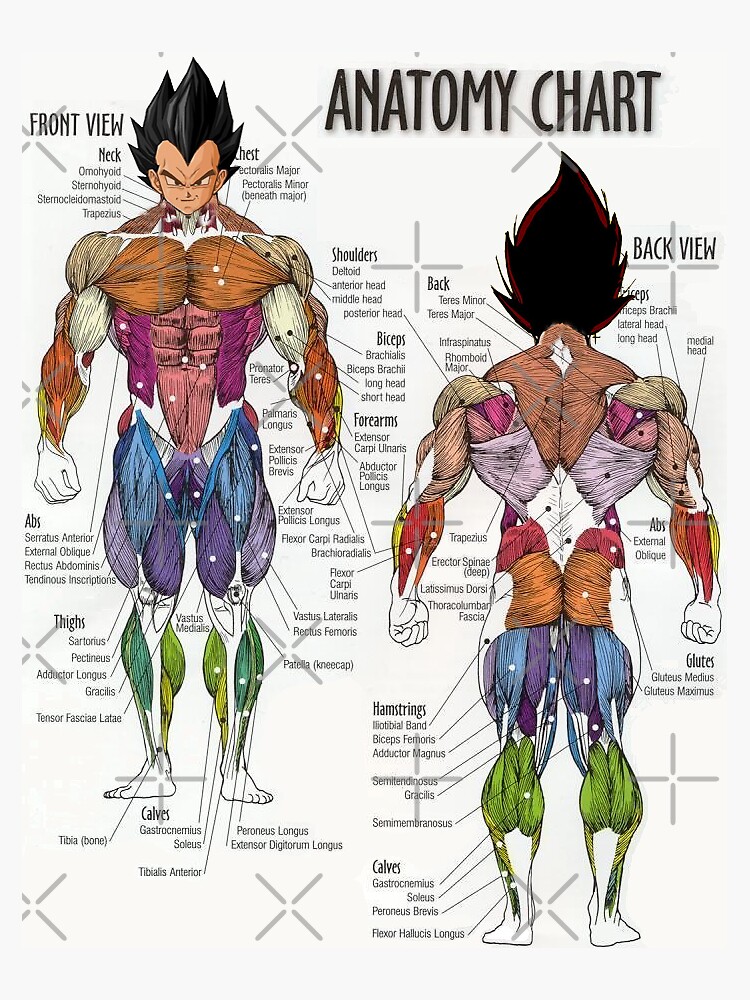 ANATOMY CHART
FRONT VIEW
Neck
Omohyoid
Sternohyoid
Sternocleidomastoid
Trapezius
Chest
Pectoralis Major
Pectoralis Minor
(beneath major)
Shoulders
Deltoid
anterior head
middle head
posterior head
Biceps
Brachialis
Biceps Brachii
long head
short head
Pronator
Teres
Palmaris
Longus
Forearms
Extensor
Carpi Ulnaris
Abductor
Pollicis
Longus
Extensor
Pollicis
Brevis
Extensor
Pollicis Longus
Flexor Carpi Radialis
Brachioradialis
Flexor
Carpi
Ulnaris
Abs
Serratus Anterior
External Oblique
Rectus Abdominis
Tendinous Inscriptions
Thighs
Sartorius
Pectineus
Adductor Longus
Gracilis
Tensor Fasciae Latae
Vastus
Medialis
Vastus Lateralis
Rectus Femoris
Patella (kneecap)
Calves
Gastrocnemius
Soleus
Tibia (bone)
Tibialis Anterior
Peroneus Longus
Extensor Digitorum Longus
BACK VIEW
Back
Teres Minor
Teres Major
Infraspinatus
Rhomboid
Major
Triceps
Triceps Brachii
lateral head
long head
medial
head
Trapezius
Erector Spinae
(deep)
Latissimus Dorsi
Thoracolumbar
Fascia
Abs
External
Oblique
Glutes
Gluteus Medius
Gluteus Maximus
Hamstrings
Iliotibial Band
Biceps Femoris
Adductor Magnus
Semitendinosus
Gracilis
Semimembranosus
Calves
Gastrocnemius
Soleus
Peroneus Brevis
Flexor Hallucis Longus